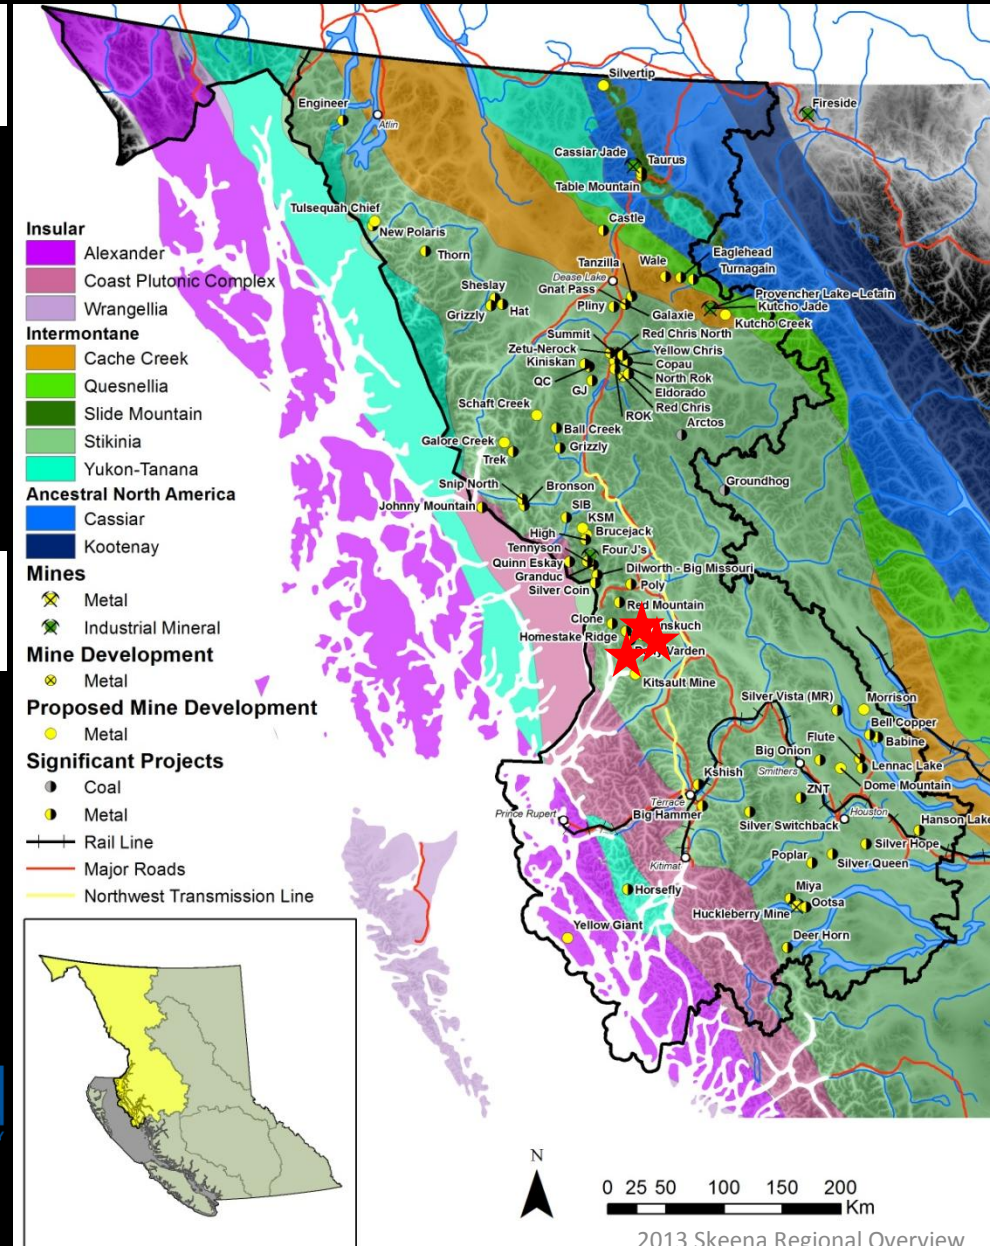 Silvertip
Fireside
Engineer
Atlin
Cassiar Jade
Taurus
Table Mountain
Tulsequah Chief
New Polaris
Castle
Insular
Alexander
Coast Plutonic Complex
Wrangellia
Thorn
Tanzilla
Wale
Eaglehead
Turnagain
Dease Lake
Gnat Pass
Sheslay
Grizzly
Hat
Pliny
Galaxie
Provencher Lake - Letain
Kutcho Jade
Kutcho Creek
Intermontane
Cache Creek
Quesnellia
Slide Mountain
Stikinia
Yukon-Tanana
Summit
Red Chris North
Zetu-Nerock
Yellow Chris
Kiniskan
Copau
QC
North Rok
GJ
Eldorado
Red Chris
ROK
Schaft Creek
Arctos
Ball Creek
Galore Creek
Grizzly
Trek
Ancestral North America
Cassiar
Kootenay
Snip North
Bronson
Groundhog
Johnny Mountain
SIB
KSM
High
Brucejack
Tennyson
Four J's
Quinn Eskay
Dilworth - Big Missouri
Granduc
Silver Coin
Poly
Mines
Metal
Industrial Mineral
Mine Development
Metal
Proposed Mine Development
Metal
Red Mountain
Clone
nskuch
Homestake Ridge
Varden
Kitsault Mine
Significant Projects
Coal
Metal
Rail Line
Major Roads
Northwest Transmission Line
Silver Vista (MR)
Morrison
Bell Copper
Flute
Babine
Big Onion
Smithers
Lennac Lake
Dome Mountain
Kshish
Terrace
ZNT
Prince Rupert
Big Hammer
Houston
Hanson Lake
Silver Switchback
Silver Hope
Kitimat
Poplar
Silver Queen
Horsefly
Miya
Ootsa
Huckleberry Mine
Yellow Giant
Deer Horn
N
0 25 50 100 150 200
Km
2013 Skeena Regional Overview